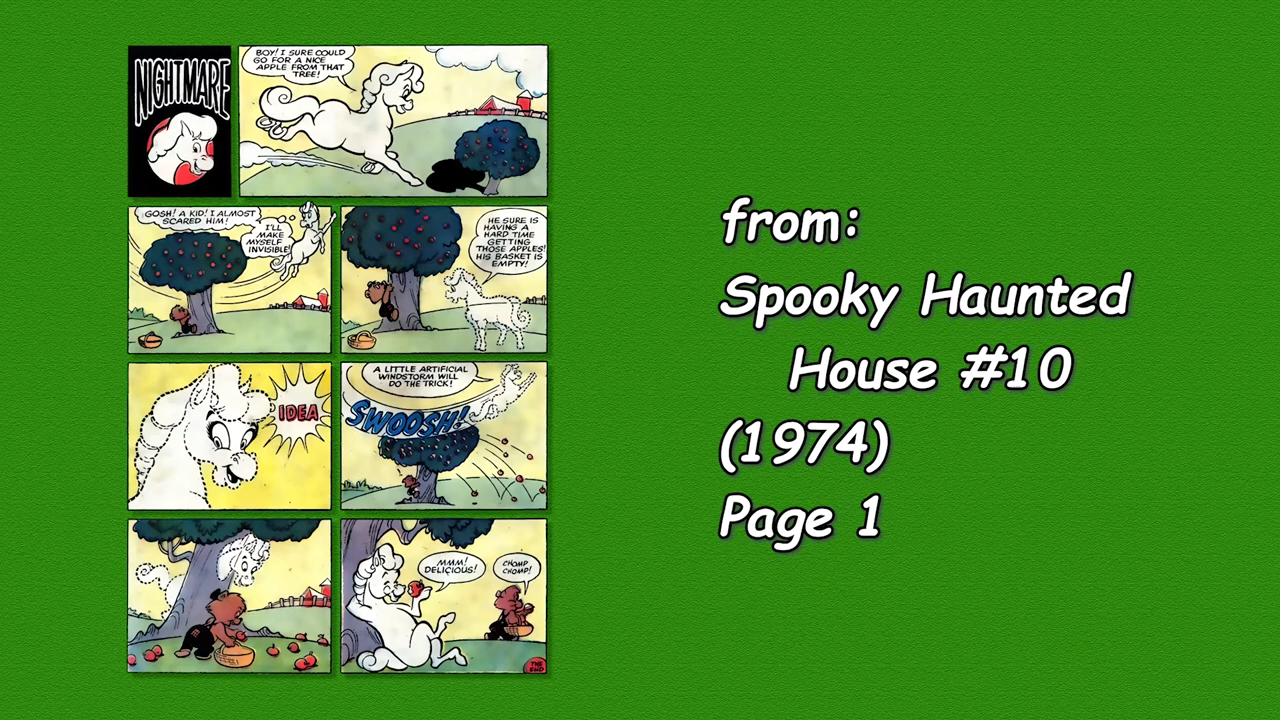 NIGHTMARE
BOY! I SURE COULD
GO FOR A NICE
APPLE FROM THAT
TREE!
GOSH! A KID! I ALMOST
SCARED HIM!
I'LL
MAKE
MYSELF
INVISIBLE!
HE SURE IS
HAVING A
HARD TIME
GETTING
THOSE APPLES!
HIS BASKET IS
EMPTY!
IDEA
A LITTLE ARTIFICIAL
WINDSTORM WILL
DO THE TRICK!
SWOOSH!
MMM!
DELICIOUS!
CHOMP
CHOMP!
THE
END
from:
Spooky Haunted
House #10
(1974)
Page 1